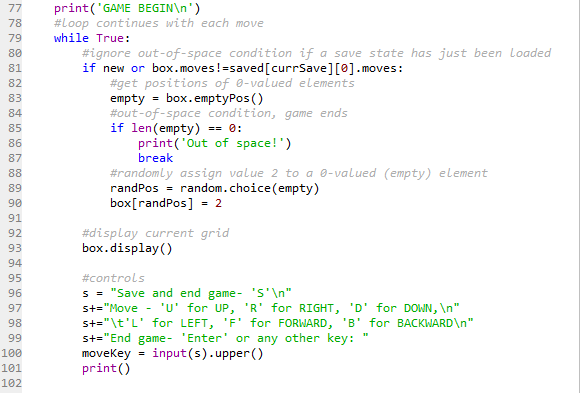 77 print('GAME BEGIN\n')
78 #loop continues with each move
79 while True:
80 #ignore out-of-space condition if a save state has just been loaded
81 if new or box.moves!=saved[currSave][0].moves:
82 #get positions of 0-valued elements
83 empty = box.emptyPos()
84 #out-of-space condition, game ends
85 if len(empty) == 0:
86 print('Out of space!')
87 break
88 #randomly assign value 2 to a 0-valued (empty) element
89 randPos = random.choice(empty)
90 box[randPos] = 2
91
92 #display current grid
93 box.display()
94
95 #controls
96 s = "Save and end game- 'S'\n"
97 s+="Move - 'U' for UP, 'R' for RIGHT, 'D' for DOWN,\n"
98 s+="\t'L' for LEFT, 'F' for FORWARD, 'B' for BACKWARD\n"
99 s+="End game- 'Enter' or any other key: "
100 moveKey = input(s).upper()
101 print()
102